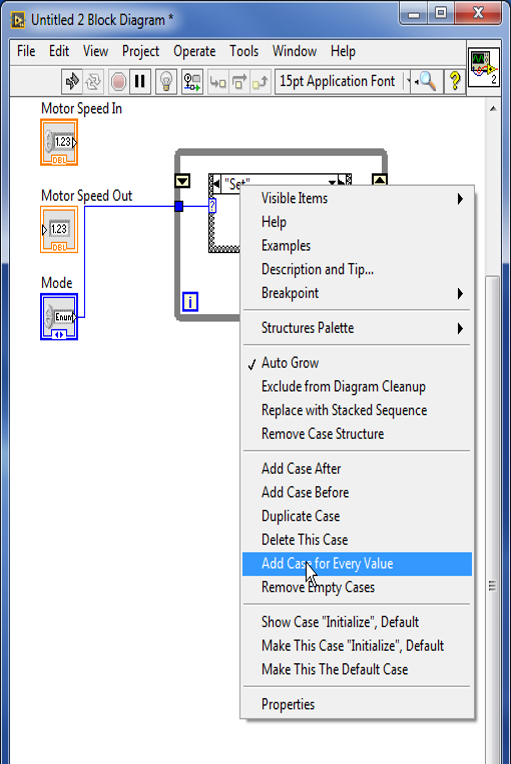 Untitled 2 Block Diagram *
File Edit View Project Operate Tools Window Help
15pt Application Font
?
2
Motor Speed In
1.23
DBL
Motor Speed Out
1.23
DBL
Mode
Enum
"Set"
?
i
Visible Items
Help
Examples
Description and Tip...
Breakpoint
Structures Palette
Auto Grow
Exclude from Diagram Cleanup
Replace with Stacked Sequence
Remove Case Structure
Add Case After
Add Case Before
Duplicate Case
Delete This Case
Add Case for Every Value
Remove Empty Cases
Show Case "Initialize", Default
Make This Case "Initialize", Default
Make This The Default Case
Properties